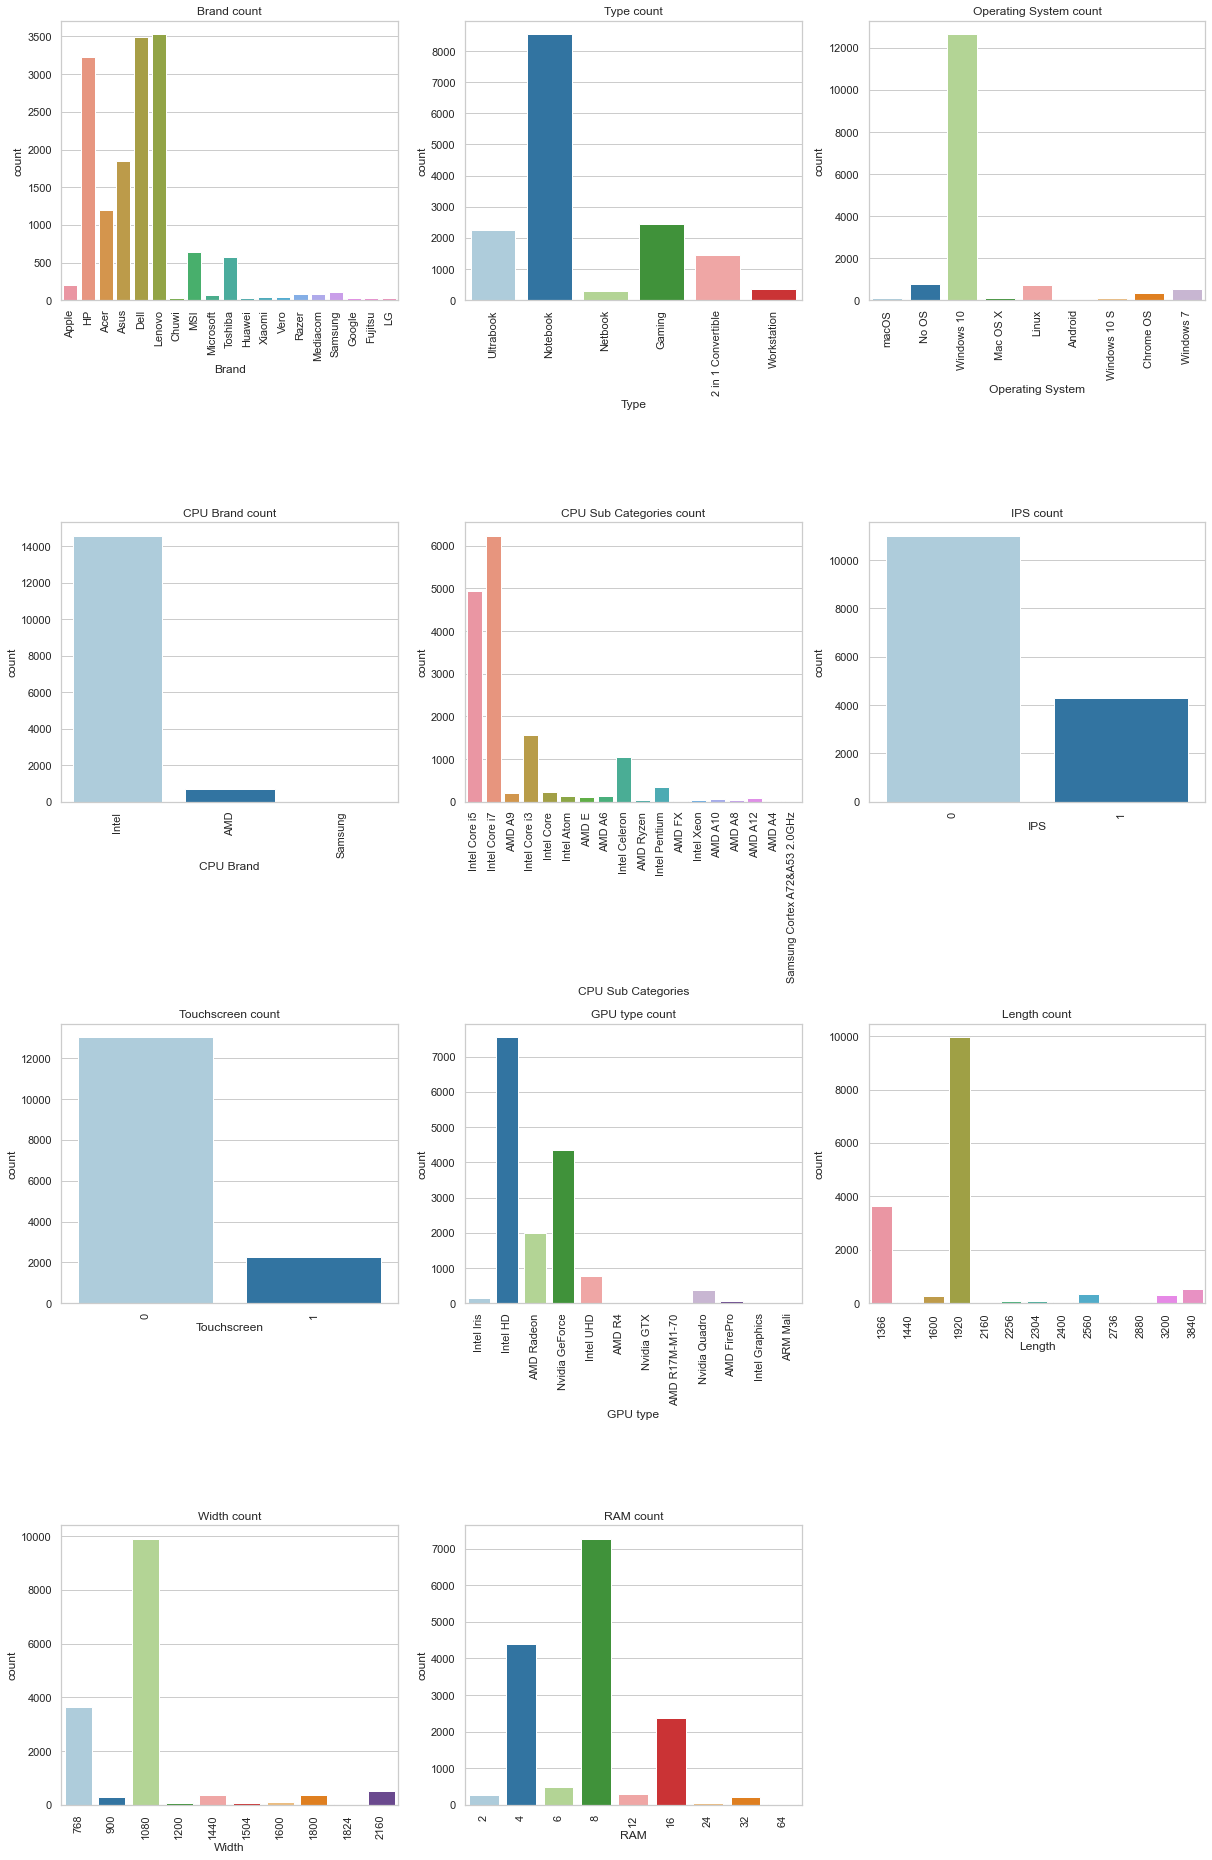 Brand count
3500
3000
2500
2000
1500
1000
500
0
count
Apple
HP
Acer
Asus
Dell
Lenovo
Chuwi
MSI
Microsoft
Toshiba
Huawei
Xiaomi
Vero
Razer
Mediacom
Samsung
Google
Fujitsu
LG
Brand
Type count
8000
7000
6000
5000
4000
3000
2000
1000
0
count
Ultrabook
Notebook
Netbook
Gaming
2 in 1 Convertible
Workstation
Type
Operating System count
12000
10000
8000
6000
4000
2000
0
count
macOS
No OS
Windows 10
Mac OS X
Linux
Android
Windows 10 S
Chrome OS
Windows 7
Operating System
CPU Brand count
14000
12000
10000
8000
6000
4000
2000
0
count
Intel
AMD
Samsung
CPU Brand
CPU Sub Categories count
6000
5000
4000
3000
2000
1000
0
count
Intel Core i5
Intel Core i7
AMD A9
Intel Core i3
Intel Core
Intel Atom
AMD E
AMD A6
Intel Celeron
AMD Ryzen
Intel Pentium
AMD FX
Intel Xeon
AMD A10
AMD A8
AMD A12
AMD A4
Samsung Cortex A72&A53 2.0GHz
CPU Sub Categories
IPS count
10000
8000
6000
4000
2000
0
count
0
1
IPS
Touchscreen count
12000
10000
8000
6000
4000
2000
0
count
0
1
Touchscreen
GPU type count
7000
6000
5000
4000
3000
2000
1000
0
count
Intel Iris
Intel HD
AMD Radeon
Nvidia GeForce
Intel UHD
AMD R4
Nvidia GTX
AMD R17M-M1-70
Nvidia Quadro
AMD FirePro
Intel Graphics
ARM Mali
GPU type
Length count
10000
8000
6000
4000
2000
0
count
1366
1440
1600
1920
2160
2256
2304
2400
2560
2736
2880
3200
3840
Length
Width count
10000
8000
6000
4000
2000
0
count
768
900
1080
1200
1440
1504
1600
1800
1824
2160
Width
RAM count
7000
6000
5000
4000
3000
2000
1000
0
count
2
4
6
8
12
16
24
32
64
RAM